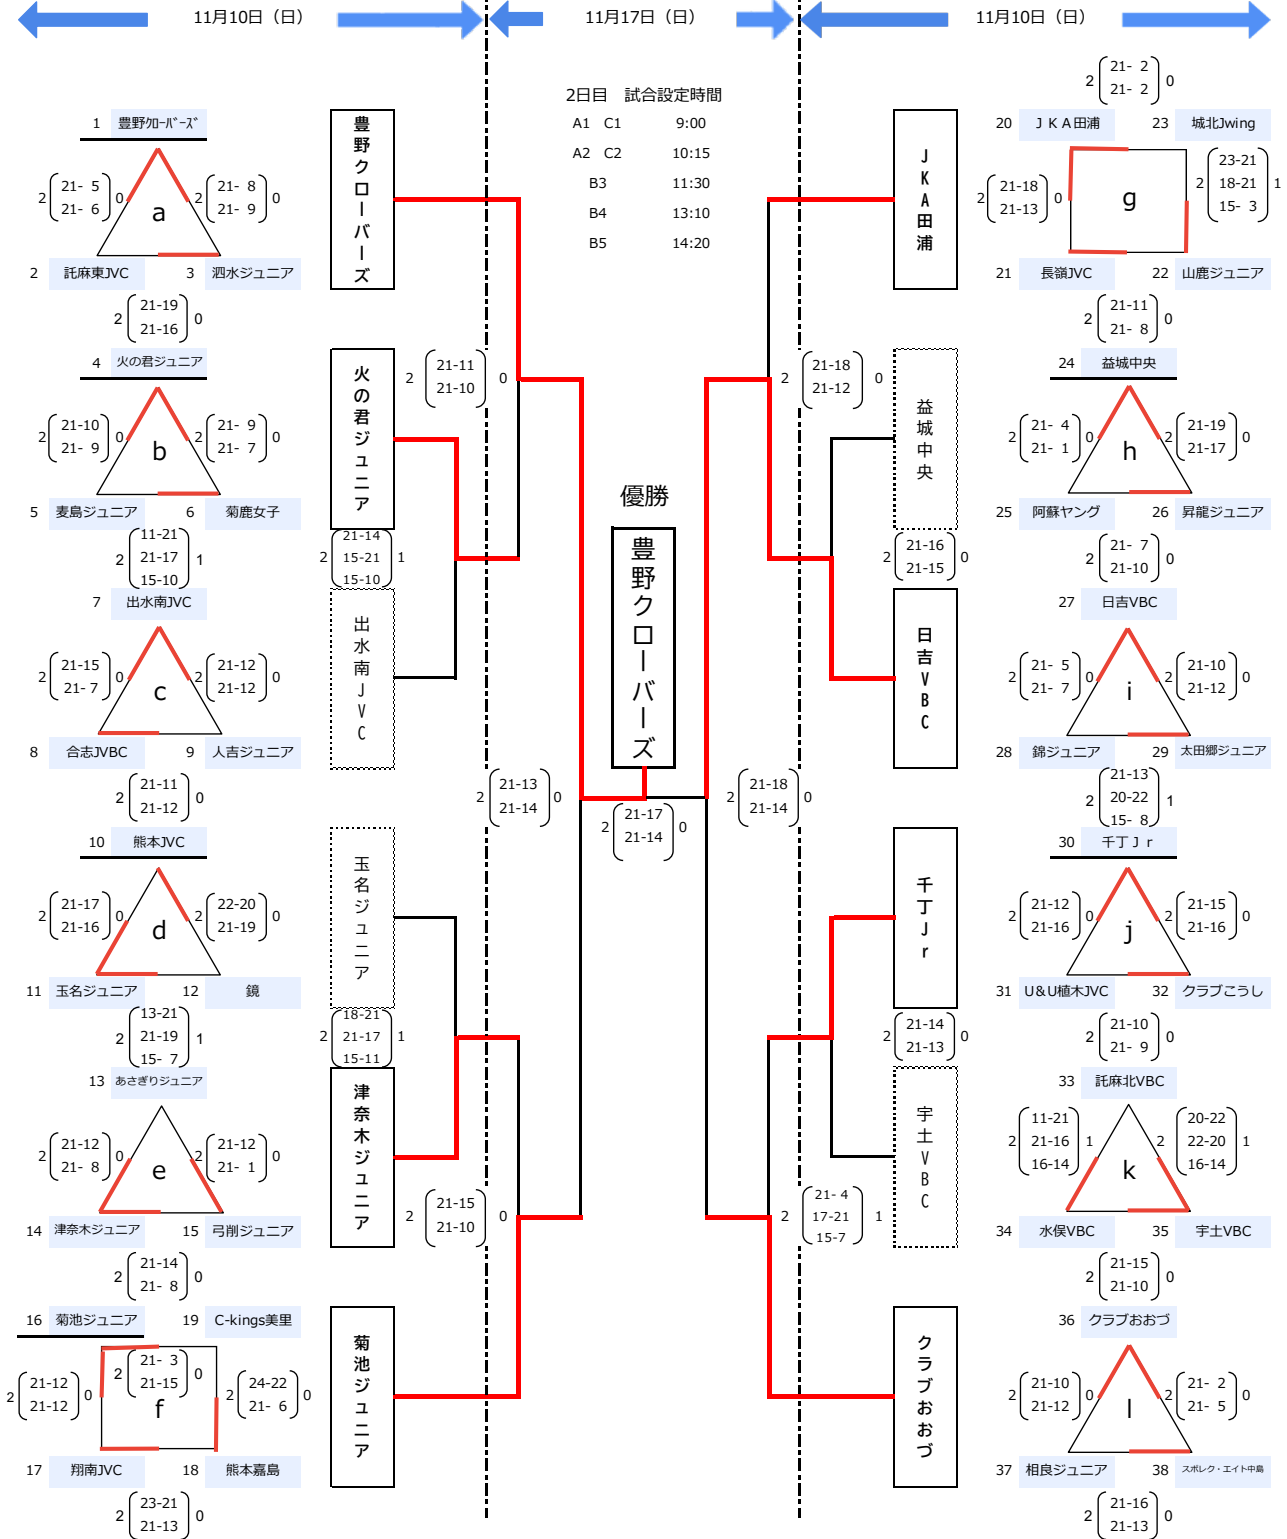 11月10日（日）
11月17日（日）
11月10日（日）
2日目　試合設定時間
A1　C1　9:00
A2　C2　10:15
B3　11:30
B4　13:10
B5　14:20
1 豊野クローバーズ
2 ( 21- 5 21- 6 ) 0
a
2 ( 21- 8 21- 9 ) 0
2 託麻東JVC
3 泗水ジュニア
2 ( 21-19 21-16 ) 0
4 火の君ジュニア
2 ( 21-10 21- 9 ) 0
b
2 ( 21- 9 21- 7 ) 0
5 麦島ジュニア
6 菊鹿女子
2 ( 11-21 21-17 15-10 ) 1
7 出水南JVC
2 ( 21-15 21- 7 ) 0
c
2 ( 21-12 21-12 ) 0
8 合志JVBC
9 人吉ジュニア
2 ( 21-11 21-12 ) 0
10 熊本JVC
2 ( 21-17 21-16 ) 0
d
2 ( 22-20 21-19 ) 0
11 玉名ジュニア
12 鏡
2 ( 13-21 21-19 15- 7 ) 1
13 あさぎりジュニア
2 ( 21-12 21- 8 ) 0
e
2 ( 21-12 21- 1 ) 0
14 津奈木ジュニア
15 弓削ジュニア
2 ( 21-14 21- 8 ) 0
16 菊池ジュニア
19 C-kings美里
2 ( 21- 3 21-15 ) 0
2 ( 21-12 21-12 ) 0
f
2 ( 24-22 21- 6 ) 0
17 翔南JVC
18 熊本嘉島
2 ( 23-21 21-13 ) 0
豊野クローバーズ
2 ( 21-11 21-10 ) 0
火の君ジュニア
2 ( 21-14 15-21 15-10 ) 1
出水南JVC
2 ( 21-13 21-14 ) 0
玉名ジュニア
2 ( 18-21 21-17 15-11 ) 1
津奈木ジュニア
2 ( 21-15 21-10 ) 0
菊池ジュニア
優勝
豊野クローバーズ
2 ( 21-17 21-14 ) 0
JKA田浦
2 ( 21-18 21-12 ) 0
益城中央
2 ( 21-16 21-15 ) 0
日吉VBC
2 ( 21-18 21-14 ) 0
千丁Jr
2 ( 21-14 21-13 ) 0
宇土VBC
2 ( 21- 4 17-21 15-7 ) 1
クラブおおづ
2 ( 21- 2 21- 2 ) 0
20 ＪＫＡ田浦
23 城北Jwing
2 ( 21-18 21-13 ) 0
g
2 ( 23-21 18-21 15- 3 ) 1
21 長嶺JVC
22 山鹿ジュニア
2 ( 21-11 21- 8 ) 0
24 益城中央
2 ( 21- 4 21- 1 ) 0
h
2 ( 21-19 21-17 ) 0
25 阿蘇ヤング
26 昇龍ジュニア
2 ( 21- 7 21-10 ) 0
27 日吉VBC
2 ( 21- 5 21- 7 ) 0
i
2 ( 21-10 21-12 ) 0
28 錦ジュニア
29 太田郷ジュニア
2 ( 21-13 20-22 15- 8 ) 1
30 千丁Ｊｒ
2 ( 21-12 21-16 ) 0
j
2 ( 21-15 21-16 ) 0
31 U&U植木JVC
32 クラブこうし
2 ( 21-10 21- 9 ) 0
33 託麻北VBC
2 ( 11-21 21-16 16-14 ) 1
k
2 ( 20-22 22-20 16-14 ) 1
34 水俣VBC
35 宇土VBC
2 ( 21-15 21-10 ) 0
36 クラブおおづ
2 ( 21-10 21-12 ) 0
l
2 ( 21- 2 21- 5 ) 0
37 相良ジュニア
38 スポレク・エイト中島
2 ( 21-16 21-13 ) 0